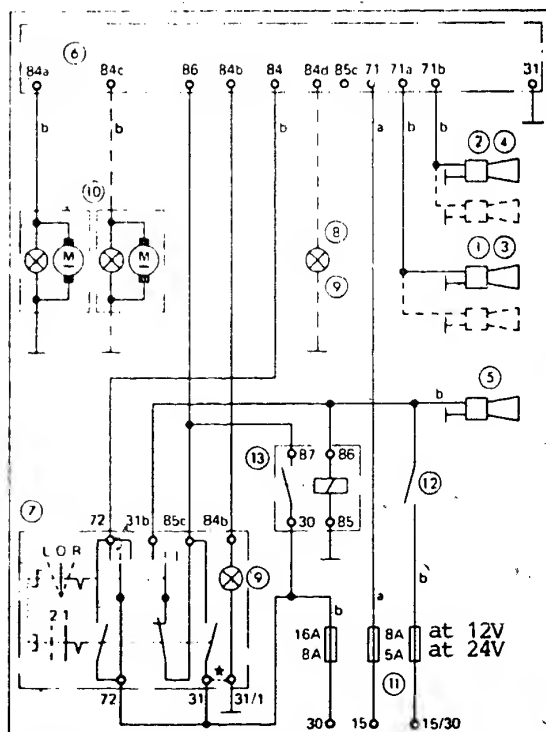 6
84a 84c 86 84b 84 84d 85c 71 71a 71b 31
b b b a b b
2 4
10
M M
8
1 3
9
b 5
13 87 86
12
7 72 31b 85c 84b 30 85
L O R
9
b a b
2 1
16A 8A at 12V
8A 5A at 24V
★ 11
72 31 31/1 30 15 15/30